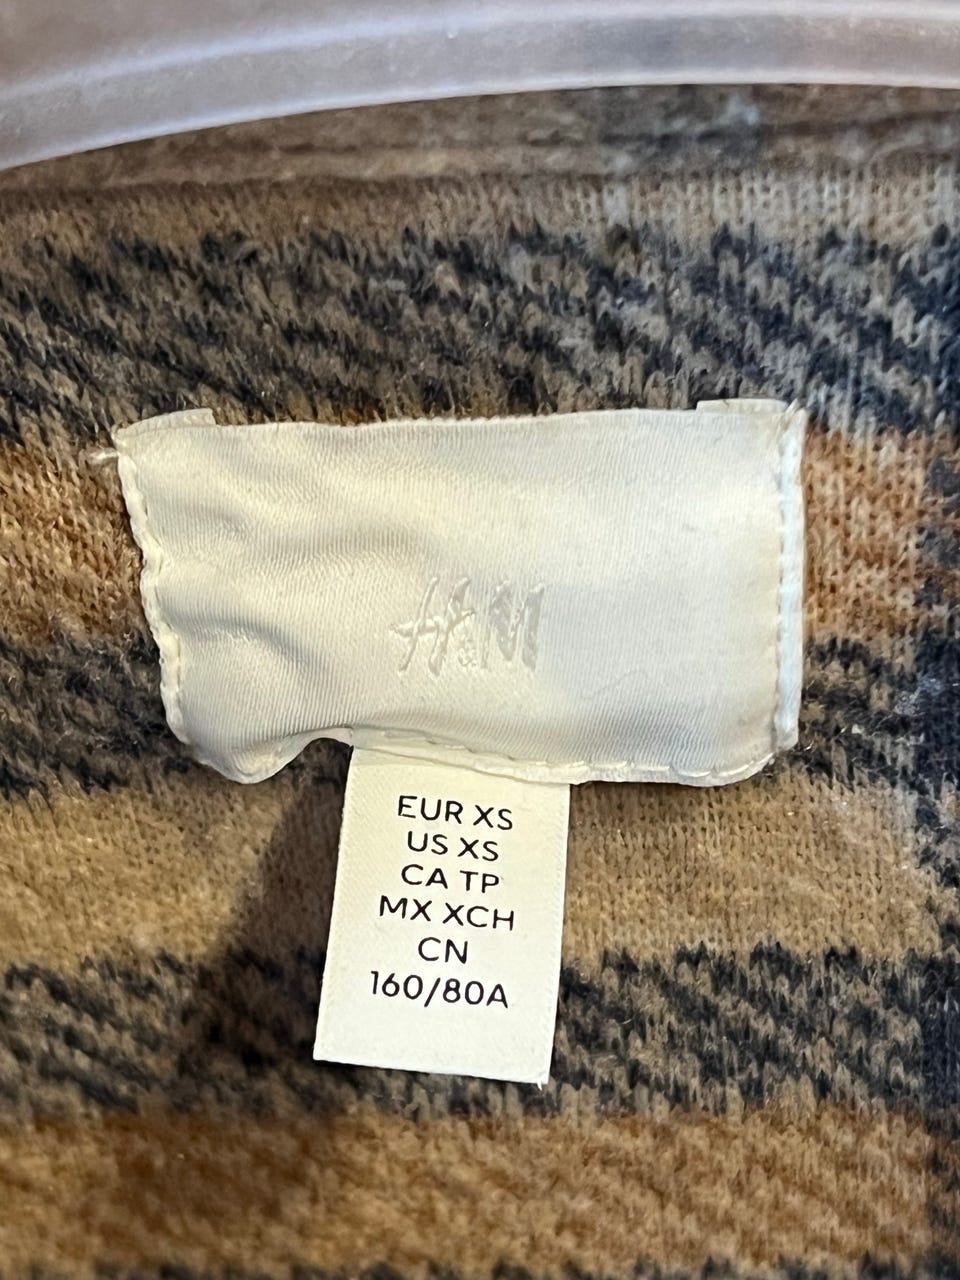 H&M
EUR XS
US XS
CA TP
MX XCH
CN
160/80A